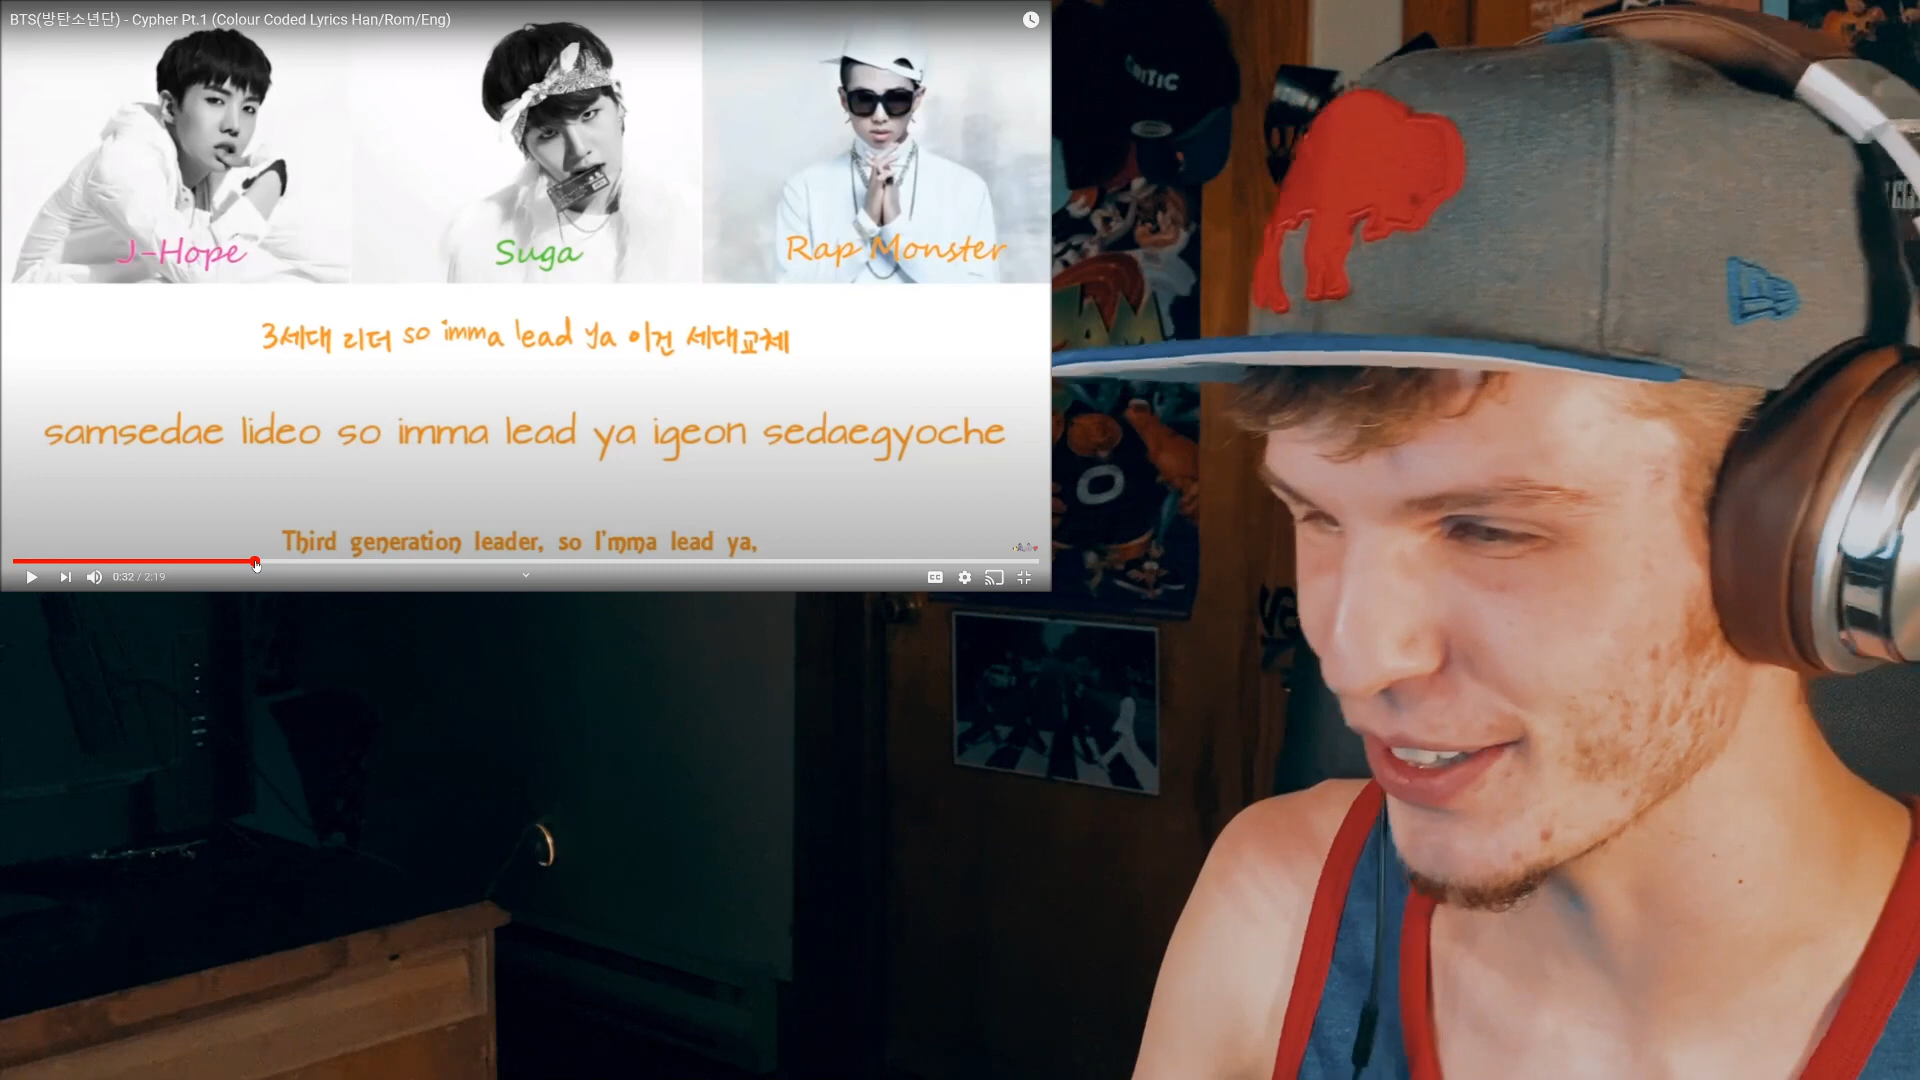 BTS(방탄소년단) - Cypher Pt.1 (Colour Coded Lyrics Han/Rom/Eng)
J-Hope
Suga
Rap Monster
3세대 리더 so imma lead ya 이건 세대교체
samsedae lideo so imma lead ya igeon sedaegyoche
Third generation leader, so I'mma lead ya,
0:32 / 2:19
CC